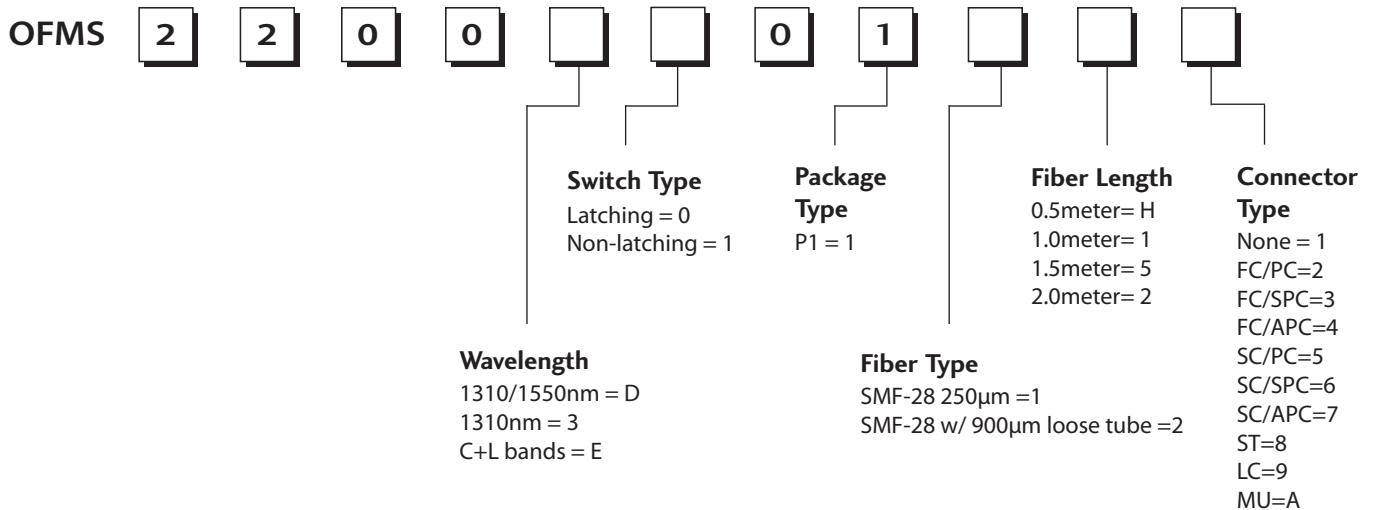 OFMS 2 2 0 0 0 1
Switch Type
Latching = 0
Non-latching = 1
Package
Type
P1 = 1
Fiber Length
0.5meter= H
1.0meter= 1
1.5meter= 5
2.0meter= 2
Connector
Type
None = 1
FC/PC=2
FC/SPC=3
FC/APC=4
SC/PC=5
SC/SPC=6
SC/APC=7
ST=8
LC=9
MU=A
Wavelength
1310/1550nm = D
1310nm = 3
C+L bands = E
Fiber Type
SMF-28 250µm =1
SMF-28 w/ 900µm loose tube =2